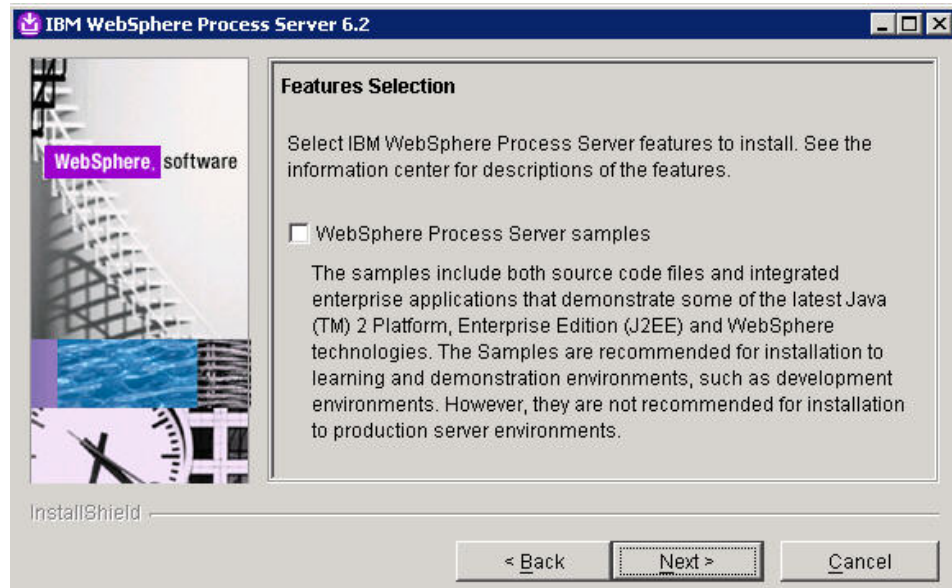 IBM WebSphere Process Server 6.2
WebSphere. software
Features Selection
Select IBM WebSphere Process Server features to install. See the
information center for descriptions of the features.
WebSphere Process Server samples
The samples include both source code files and integrated
enterprise applications that demonstrate some of the latest Java
(TM) 2 Platform, Enterprise Edition (J2EE) and WebSphere
technologies. The Samples are recommended for installation to
learning and demonstration environments, such as development
environments. However, they are not recommended for installation
to production server environments.
InstallShield
< Back
Next >
Cancel